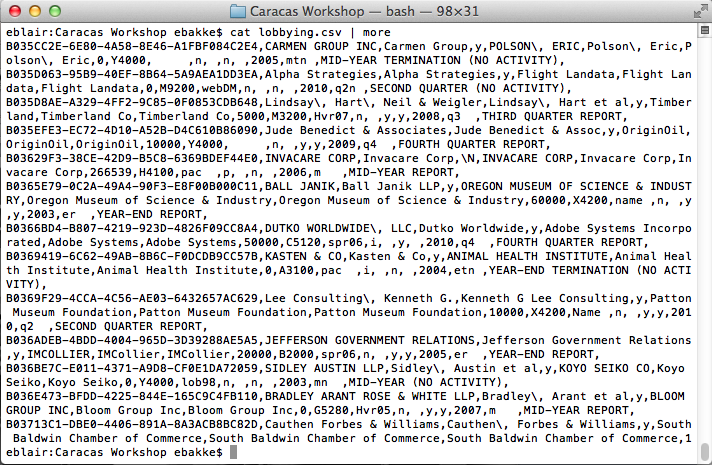 Caracas Workshop — bash — 98×31
eblair:Caracas Workshop ebakke$ cat lobbying.csv | more
B035CC2E-6E80-4A58-8E46-A1FBF084C2E4,CARMEN GROUP INC,Carmen Group,y,POLSON\, ERIC,Polson\, Eric,P
olson\, Eric,0,Y4000,     ,n, ,n, ,2005,mtn ,MID-YEAR TERMINATION (NO ACTIVITY),
B035D063-95B9-40EF-8B64-5A9AEA1DD3EA,Alpha Strategies,Alpha Strategies,y,Flight Landata,Flight Lan
data,Flight Landata,0,M9200,webDM,n, ,n, ,2010,q2n ,SECOND QUARTER (NO ACTIVITY),
B035D8AE-A329-4FF2-9C85-0F0853CDB648,Lindsay\, Hart\, Neil & Weigler,Lindsay\, Hart et al,y,Timber
land,Timberland Co,Timberland Co,5000,M3200,Hvr07,n, ,y,y,2008,q3  ,THIRD QUARTER REPORT,
B035EFE3-EC72-4D10-A52B-D4C610B86090,Jude Benedict & Associates,Jude Benedict & Assoc,y,OriginOil,
OriginOil,OriginOil,10000,Y4000,     ,n, ,y,y,2009,q4  ,FOURTH QUARTER REPORT,
B03629F3-38CE-42D9-B5C8-6369BDEF44E0,INVACARE CORP,Invacare Corp,\N,INVACARE CORP,Invacare Corp,In
vacare Corp,266539,H4100,pac  ,p, ,n, ,2006,m   ,MID-YEAR REPORT,
B0365E79-0C2A-49A4-90F3-E8F00B000C11,BALL JANIK,Ball Janik LLP,y,OREGON MUSEUM OF SCIENCE & INDUST
RY,Oregon Museum of Science & Industry,Oregon Museum of Science & Industry,60000,X4200,name ,n, ,y
,y,2003,er  ,YEAR-END REPORT,
B0366BD4-B807-4219-923D-4826F09CC8A4,DUTKO WORLDWIDE\, LLC,Dutko Worldwide,y,Adobe Systems Incorpo
rated,Adobe Systems,Adobe Systems,50000,C5120,spr06,i, ,y, ,2010,q4  ,FOURTH QUARTER REPORT,
B0369419-6C62-49AB-8B6C-F0DCDB9CC57B,KASTEN & CO,Kasten & Co,y,ANIMAL HEALTH INSTITUTE,Animal Heal
th Institute,Animal Health Institute,0,A3100,pac  ,i, ,n, ,2004,etn ,YEAR-END TERMINATION (NO ACTI
VITY),
B0369F29-4CCA-4C56-AE03-6432657AC629,Lee Consulting\, Kenneth G.,Kenneth G Lee Consulting,y,Patton
 Museum Foundation,Patton Museum Foundation,Patton Museum Foundation,10000,X4200,Name ,n, ,y,y,201
0,q2  ,SECOND QUARTER REPORT,
B036ADEB-4BDD-4004-965D-3D39288AE5A5,JEFFERSON GOVERNMENT RELATIONS,Jefferson Government Relations
,y,IMCOLLIER,IMCollier,IMCollier,20000,B2000,spr06,n, ,y,y,2005,er  ,YEAR-END REPORT,
B036BE7C-E011-4371-A9D8-CF0E1DA72059,SIDLEY AUSTIN LLP,Sidley\, Austin et al,y,KOYO SEIKO CO,Koyo 
Seiko,Koyo Seiko,0,Y4000,lob98,n, ,n, ,2003,mn  ,MID-YEAR (NO ACTIVITY),
B036E473-BFDD-4225-844E-165C9C4FB110,BRADLEY ARANT ROSE & WHITE LLP,Bradley\, Arant et al,y,BLOOM 
GROUP INC,Bloom Group Inc,Bloom Group Inc,0,G5280,Hvr05,n, ,y,y,2007,m   ,MID-YEAR REPORT,
B03713C1-DBE0-4406-891A-8A3ACB8BC82D,Cauthen Forbes & Williams,Cauthen\, Forbes & Williams,y,South
 Baldwin Chamber of Commerce,South Baldwin Chamber of Commerce,South Baldwin Chamber of Commerce,1
eblair:Caracas Workshop ebakke$